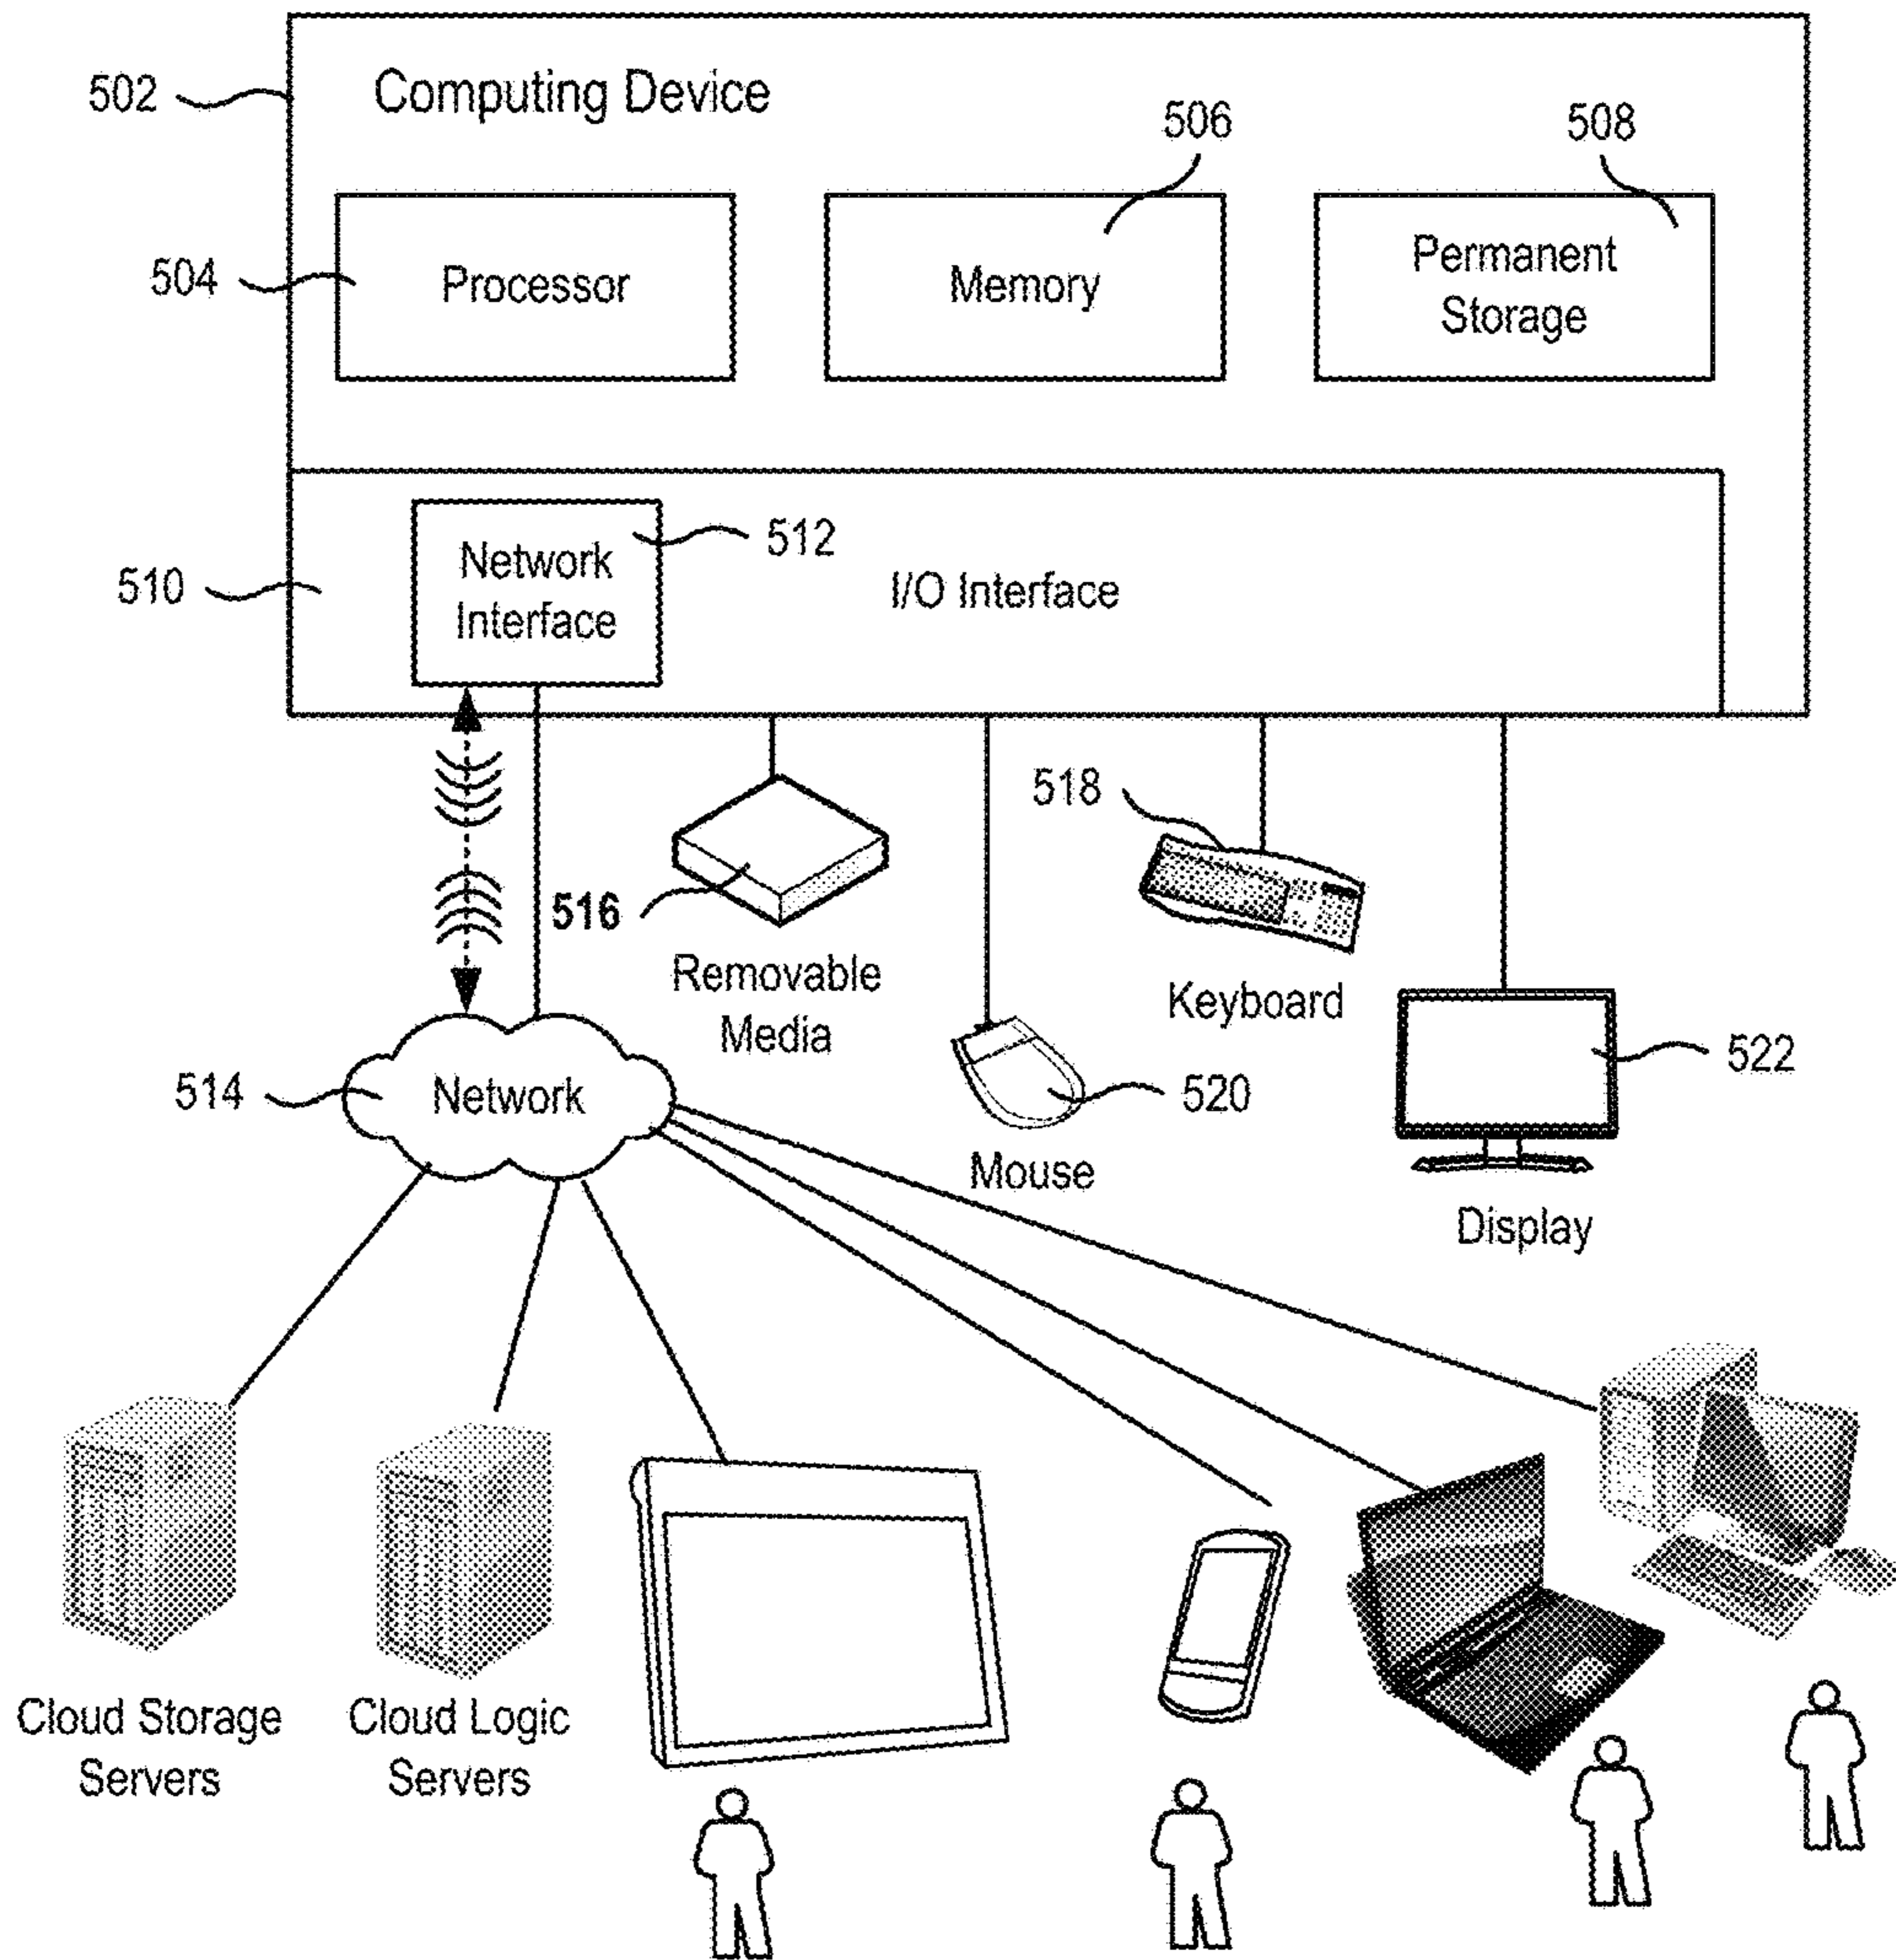 502
Computing Device
506
508
504
Processor
Memory
Permanent
Storage
510
Network
Interface
512
I/O Interface
518
516
Removable
Media
Keyboard
514
Network
520
Mouse
522
Display
Cloud Storage
Servers
Cloud Logic
Servers